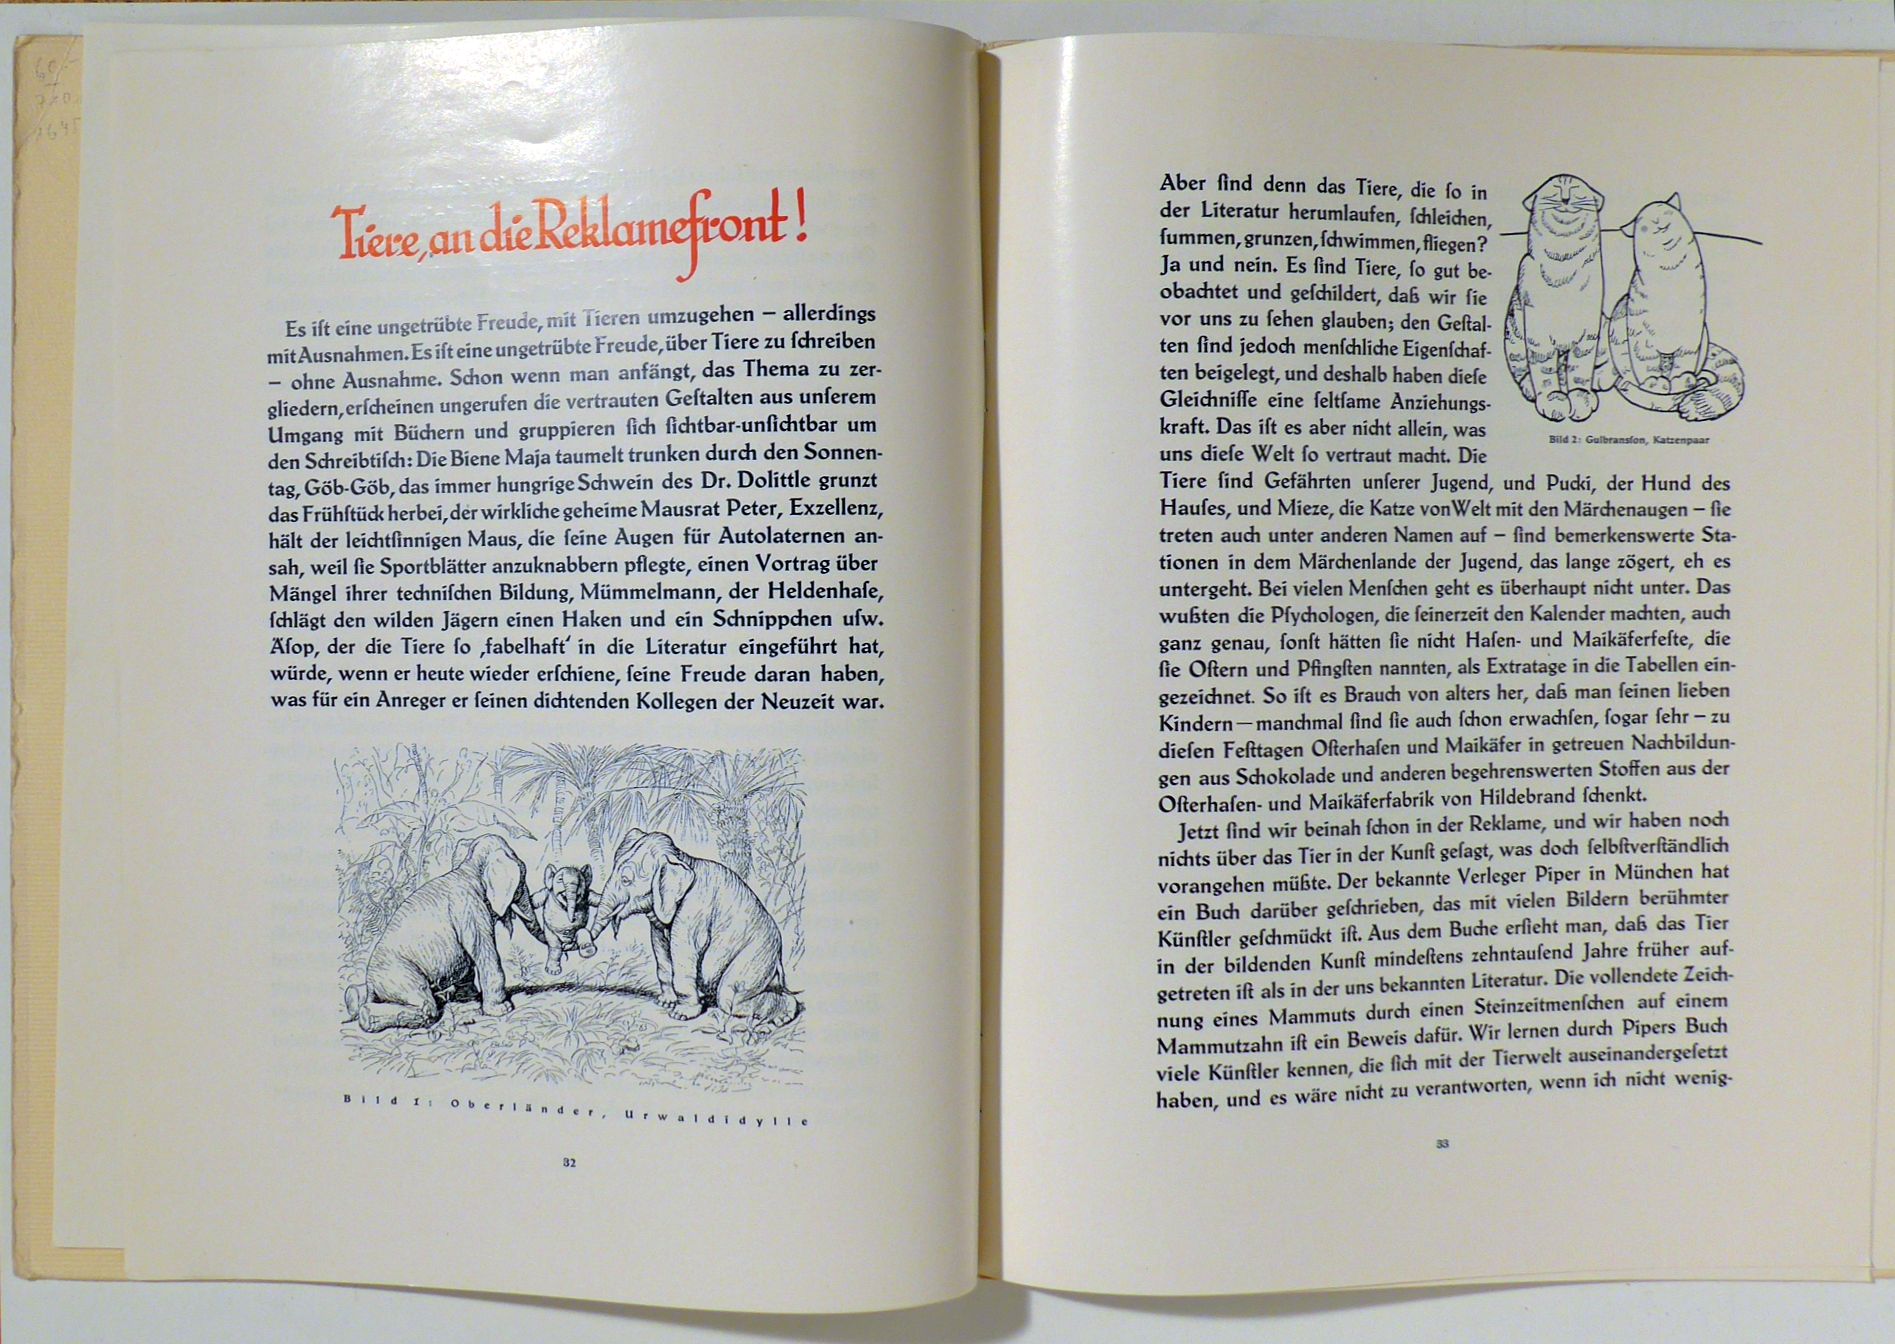 Tiere, an die Reklamefront!
Es iſt eine ungetrübte Freude, mit Tieren umzugehen – allerdings
mit Ausnahmen. Es iſt eine ungetrübte Freude, über Tiere zu ſchreiben
– ohne Ausnahme. Schon wenn man anfängt, das Thema zu zer-
gliedern, erſcheinen ungerufen die vertrauten Geſtalten aus unſerem
Umgang mit Büchern und gruppieren ſich ſichtbar-unſichtbar um
den Schreibtiſch: Die Biene Maja taumelt trunken durch den Sonnen-
tag, Göb-Göb, das immer hungrige Schwein des Dr. Dolittle grunzt
das Frühſtück herbei, der wirkliche geheime Mausrat Peter, Exzellenz,
hält der leichtſinnigen Maus, die ſeine Augen für Autolaternen an-
sah, weil ſie Sportblätter anzuknabbern pflegte, einen Vortrag über
Mängel ihrer techniſchen Bildung, Mümmelmann, der Heldenhaſe,
ſchlägt den wilden Jägern einen Haken und ein Schnippchen uſw.
Äſop, der die Tiere ſo ‚fabelhaft‘ in die Literatur eingeführt hat,
würde, wenn er heute wieder erſchiene, ſeine Freude daran haben,
was für ein Anreger er ſeinen dichtenden Kollegen der Neuzeit war.
Bild 1: Oberländer, Urwaldidylle
32
Aber ſind denn das Tiere, die ſo in
der Literatur herumlaufen, ſchleichen,
ſummen, grunzen, ſchwimmen, fliegen?
Ja und nein. Es ſind Tiere, ſo gut be-
obachtet und geſchildert, daß wir ſie
vor uns zu ſehen glauben; den Geſtal-
ten ſind jedoch menſchliche Eigenſchaf-
ten beigelegt, und deshalb haben dieſe
Gleichniſſe eine ſeltſame Anziehungs-
kraft. Das iſt es aber nicht allein, was
uns dieſe Welt ſo vertraut macht. Die
Bild 2: Gulbranſſon, Katzenpaar
Tiere ſind Gefährten unſerer Jugend, und Pucki, der Hund des
Hauſes, und Mieze, die Katze von Welt mit den Märchenaugen – ſie
treten auch unter anderen Namen auf – ſind bemerkenswerte Sta-
tionen in dem Märchenlande der Jugend, das lange zögert, eh es
untergeht. Bei vielen Menſchen geht es überhaupt nicht unter. Das
wußten die Pſychologen, die ſeinerzeit den Kalender machten, auch
ganz genau, ſonſt hätten ſie nicht Haſen- und Maikäferfeſte, die
ſie Oſtern und Pfingſten nannten, als Extratage in die Tabellen ein-
gezeichnet. So iſt es Brauch von alters her, daß man ſeinen lieben
Kindern – manchmal ſind ſie auch ſchon erwachſen, ſogar ſehr – zu
dieſen Feſttagen Oſterhaſen und Maikäfer in getreuen Nachbildun-
gen aus Schokolade und anderen begehrenswerten Stoffen aus der
Oſterhaſen- und Maikäferfabrik von Hildebrand ſchenkt.
Jetzt ſind wir beinah ſchon in der Reklame, und wir haben noch
nichts über das Tier in der Kunſt geſagt, was doch ſelbſtverſtändlich
vorangehen müßte. Der bekannte Verleger Piper in München hat
ein Buch darüber geſchrieben, das mit vielen Bildern berühmter
Künſtler geſchmückt iſt. Aus dem Buche erſieht man, daß das Tier
in der bildenden Kunſt mindeſtens zehntauſend Jahre früher auf-
getreten iſt als in der uns bekannten Literatur. Die vollendete Zeich-
nung eines Mammuts durch einen Steinzeitmenſchen auf einem
Mammutzahn iſt ein Beweis dafür. Wir lernen durch Pipers Buch
viele Künſtler kennen, die ſich mit der Tierwelt auseinandergeſetzt
haben, und es wäre nicht zu verantworten, wenn ich nicht wenig-
33